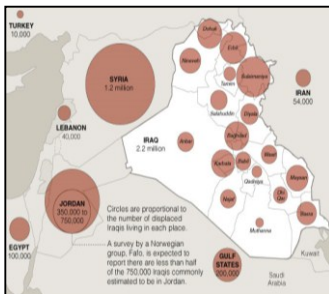 TURKEY
10,000
SYRIA
1.2 million
LEBANON
40,000
IRAN
54,000
IRAQ
2.2 million
JORDAN
350,000 to
750,000
EGYPT
100,000
GULF
STATES
200,000
Dohuk
Erbil
Nineveh
Sulaimaniya
Tamim
Salahuddin
Diyala
Baghdad
Anbar
Karbala
Babil
Wasit
Qadisiya
Najaf
Maysan
Dhi
Qar
Basra
Muthanna
Kuwait
Saudi
Arabia
Circles are proportional to
the number of displaced
Iraqis living in each place.
A survey by a Norwegian
group, Fafo, is expected to
report there are less than half
of the 750,000 Iraqis commonly
estimated to be in Jordan.